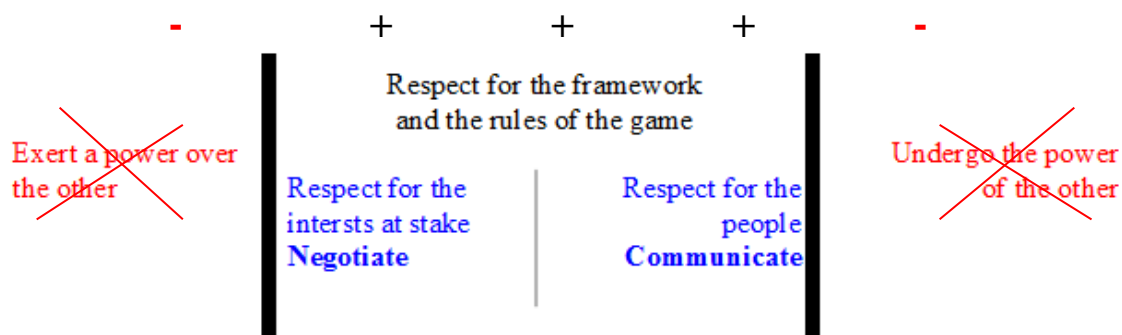 - + + + -
Respect for the framework
and the rules of the game
Exert a power over
the other
Respect for the
intersts at stake
Negotiate
Respect for the
people
Communicate
Undergo the power
of the other